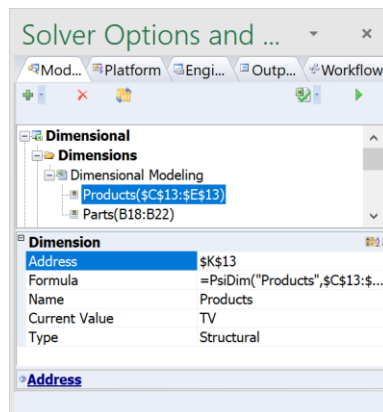 Solver Options and ...
Mod... Platform Engi... Outp... Workflow
Dimensional
Dimensions
Dimensional Modeling
Products($C$13:$E$13)
Parts(B18:B22)
Dimension
Address $K$13
Formula =PsiDim("Products",$C$13:$...
Name Products
Current Value TV
Type Structural
Address